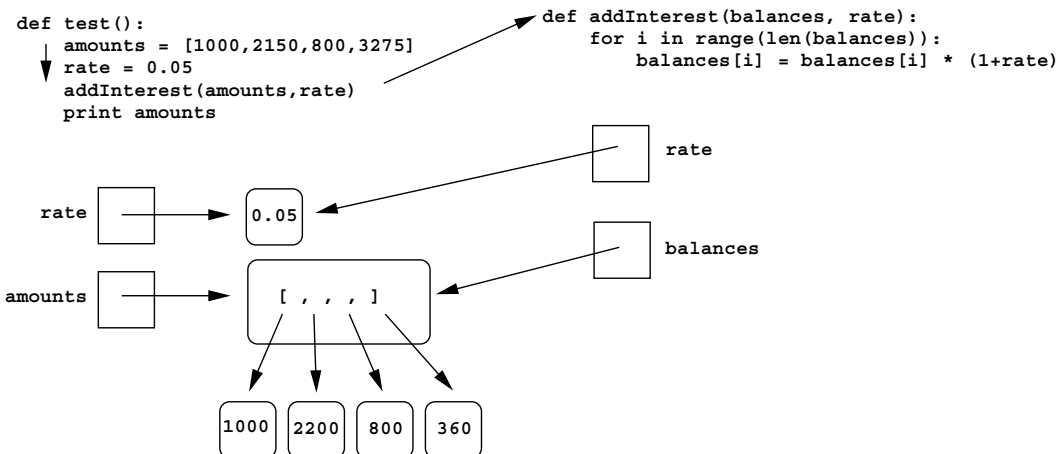 def test():
amounts = [1000,2150,800,3275]
rate = 0.05
addInterest(amounts,rate)
print amounts
def addInterest(balances, rate):
for i in range(len(balances)):
balances[i] = balances[i] * (1+rate)
rate
rate
0.05
balances
amounts
[ , , , ]
1000
2200
800
360